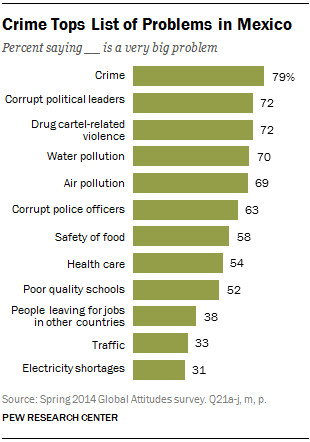 Crime Tops List of Problems in Mexico
Percent saying __ is a very big problem
Crime 79%
Corrupt political leaders 72
Drug cartel-related
violence 72
Water pollution 70
Air pollution 69
Corrupt police officers 63
Safety of food 58
Health care 54
Poor quality schools 52
People leaving for jobs
in other countries 38
Traffic 33
Electricity shortages 31
Source: Spring 2014 Global Attitudes survey. Q21a-j, m, p.
PEW RESEARCH CENTER